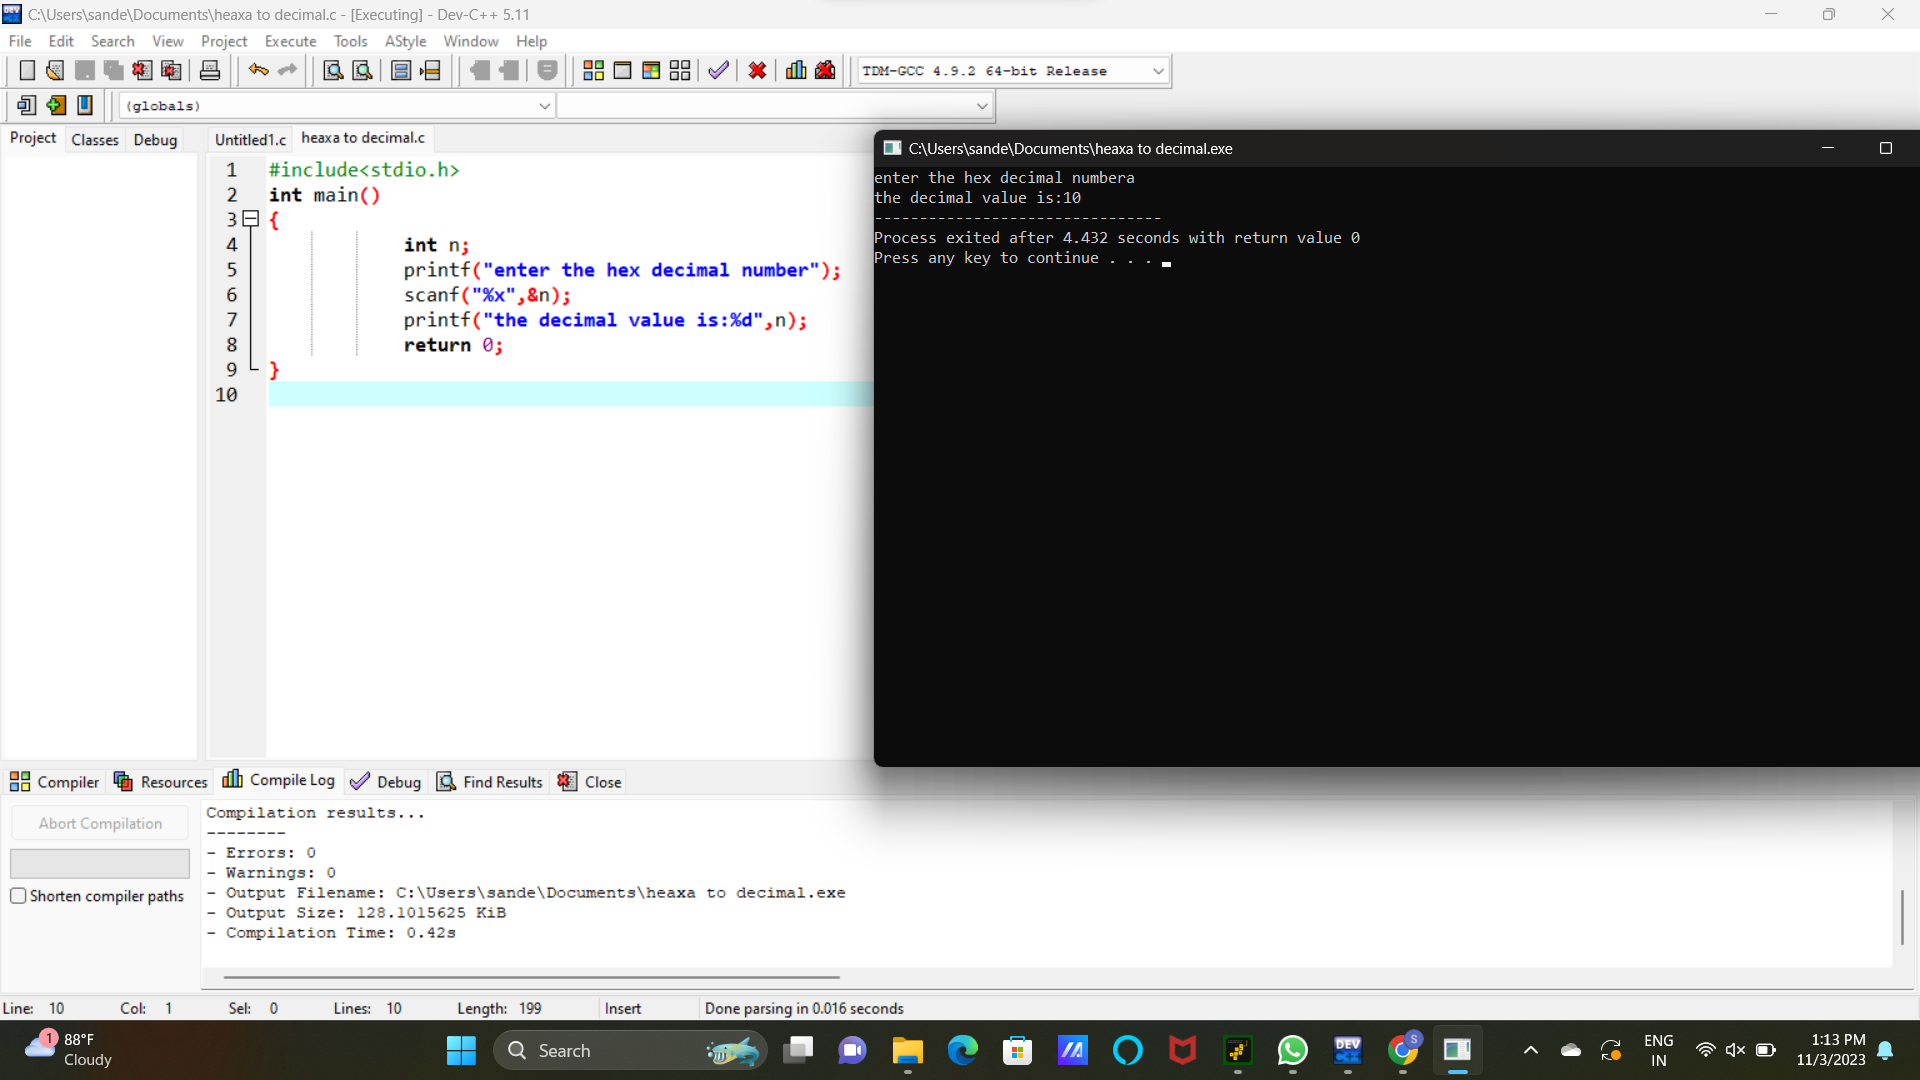 C:\Users\sande\Documents\heaxa to decimal.c - [Executing] - Dev-C++ 5.11
File Edit Search View Project Execute Tools AStyle Window Help
TDM-GCC 4.9.2 64-bit Release
(globals)
Project Classes Debug
Untitled1.c heaxa to decimal.c
1 #include<stdio.h>
2 int main()
3 {
4 int n;
5 printf("enter the hex decimal number");
6 scanf("%x",&n);
7 printf("the decimal value is:%d",n);
8 return 0;
9 }
10
C:\Users\sande\Documents\heaxa to decimal.exe
enter the hex decimal numbera
the decimal value is:10
--------------------------------
Process exited after 4.432 seconds with return value 0
Press any key to continue . . .
Compiler Resources Compile Log Debug Find Results Close
Abort Compilation
Shorten compiler paths
Compilation results...
--------
- Errors: 0
- Warnings: 0
- Output Filename: C:\Users\sande\Documents\heaxa to decimal.exe
- Output Size: 128.1015625 KiB
- Compilation Time: 0.42s
Line: 10 Col: 1 Sel: 0 Lines: 10 Length: 199 Insert Done parsing in 0.016 seconds
1
88°F
Cloudy
Search
DEV
C++
S
ENG
IN
1:13 PM
11/3/2023